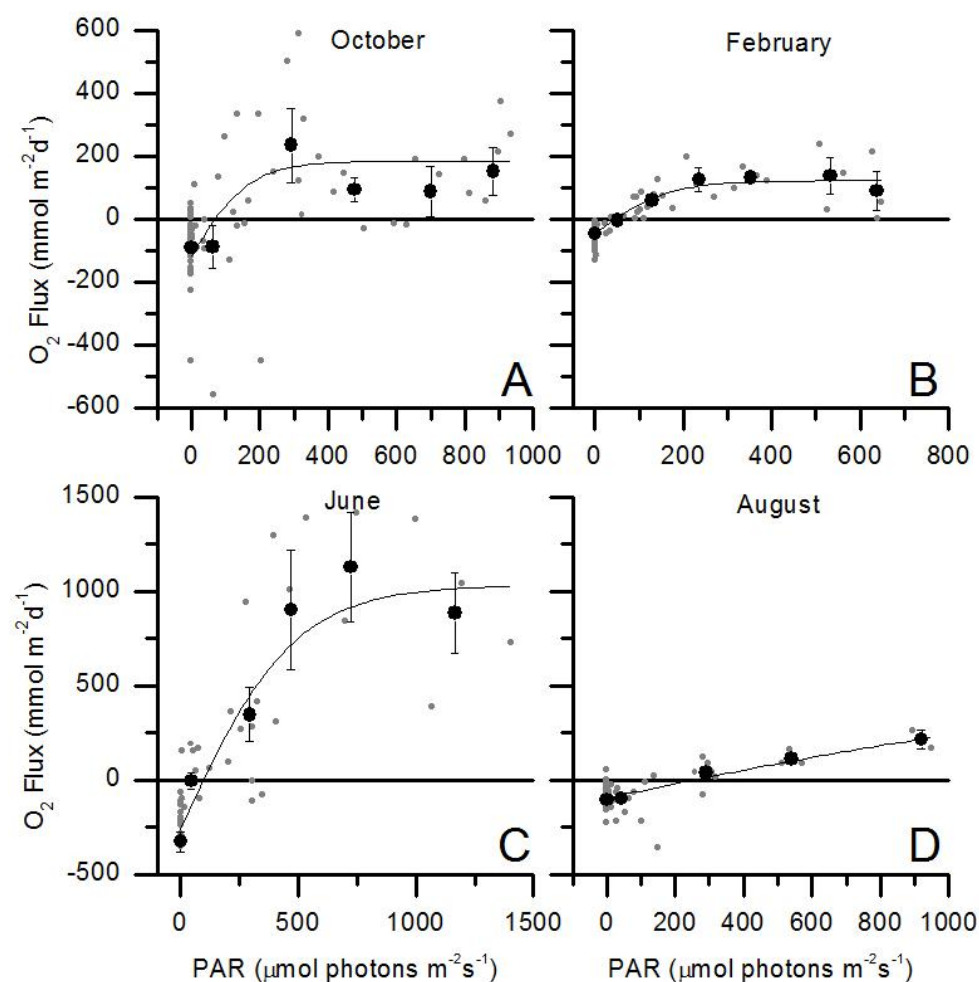 October
February
600
400
200
0
-200
-400
-600
O₂ Flux (mmol m⁻²d⁻¹)
A
B
0 200 400 600 800 1000
0 200 400 600 800
June
August
1500
1000
500
0
-500
O₂ Flux (mmol m⁻²d⁻¹)
C
D
0 500 1000 1500
0 200 400 600 800 1000
PAR (μmol photons m⁻²s⁻¹)
PAR (μmol photons m⁻²s⁻¹)